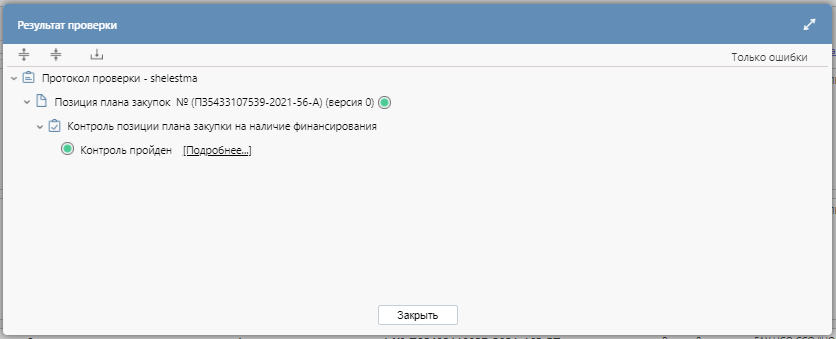 Результат проверки
Только ошибки
Протокол проверки - shelestma
Позиция плана закупок № (П35433107539-2021-56-А) (версия 0)
Контроль позиции плана закупки на наличие финансирования
Контроль пройден [Подробнее...]
Закрыть